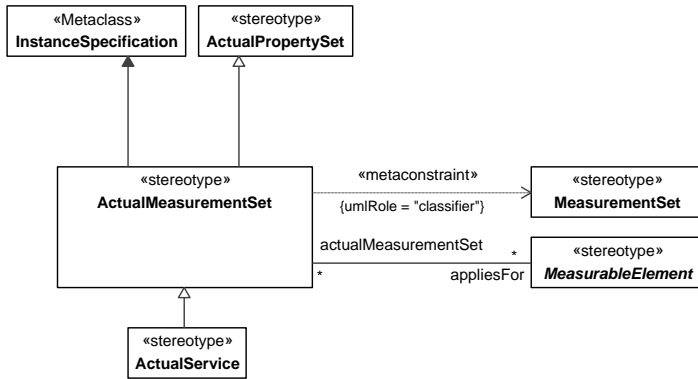 «Metaclass»
InstanceSpecification
«stereotype»
ActualPropertySet
«stereotype»
ActualMeasurementSet
«metaconstraint»
{umlRole = "classifier"}
«stereotype»
MeasurementSet
actualMeasurementSet
*
*
appliesFor
«stereotype»
MeasurableElement
«stereotype»
ActualService